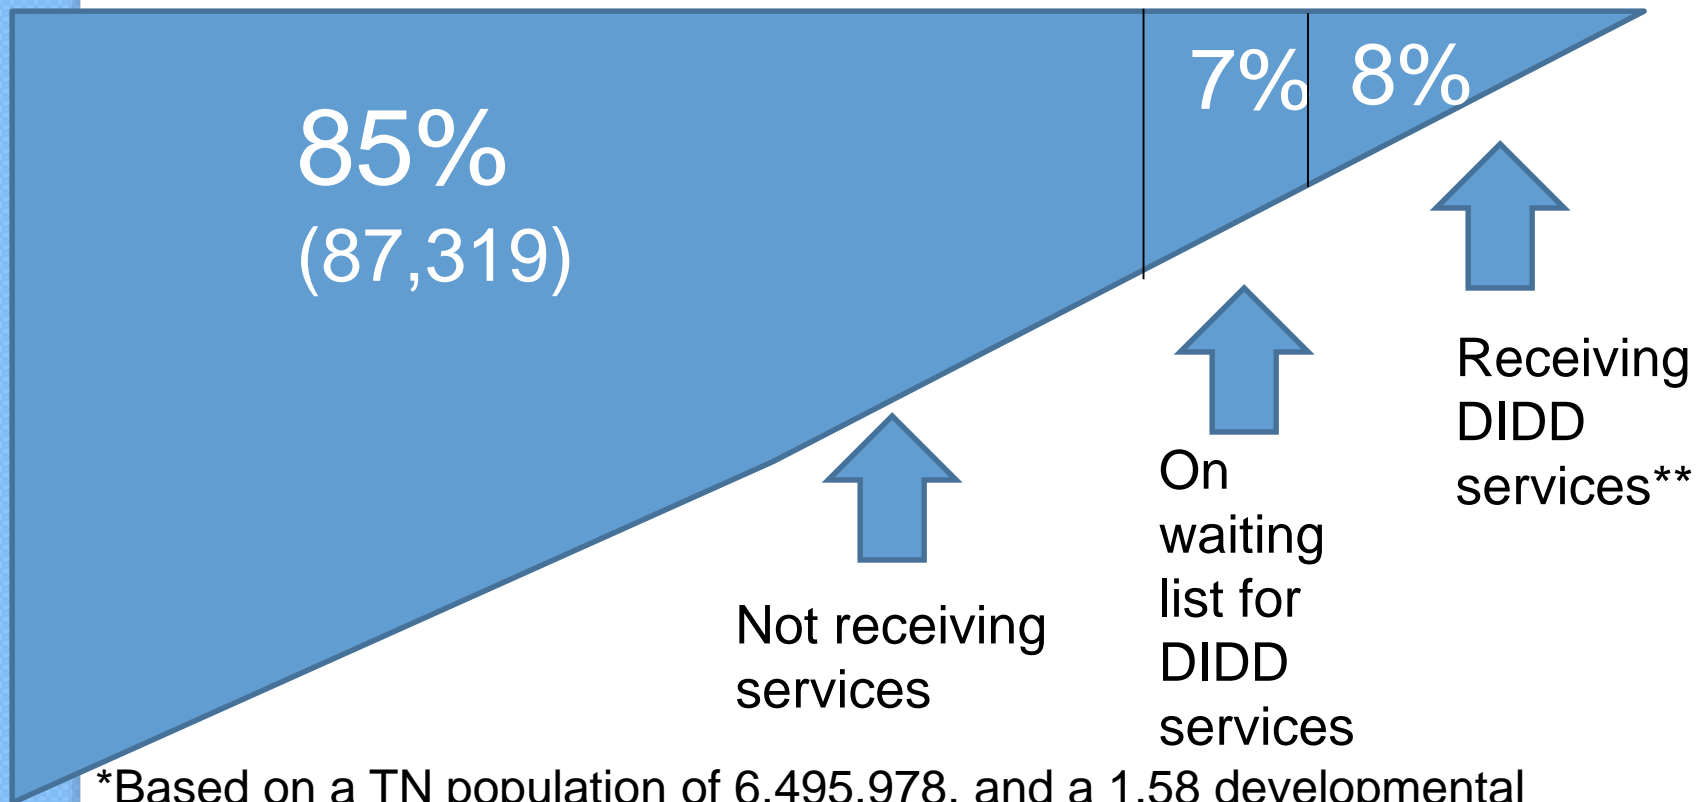 85%
(87,319)
7%
8%
Receiving
DIDD
services**
On
waiting
list for
DIDD
services
Not receiving
services
*Based on a TN population of 6,495,978, and a 1.58 developmental